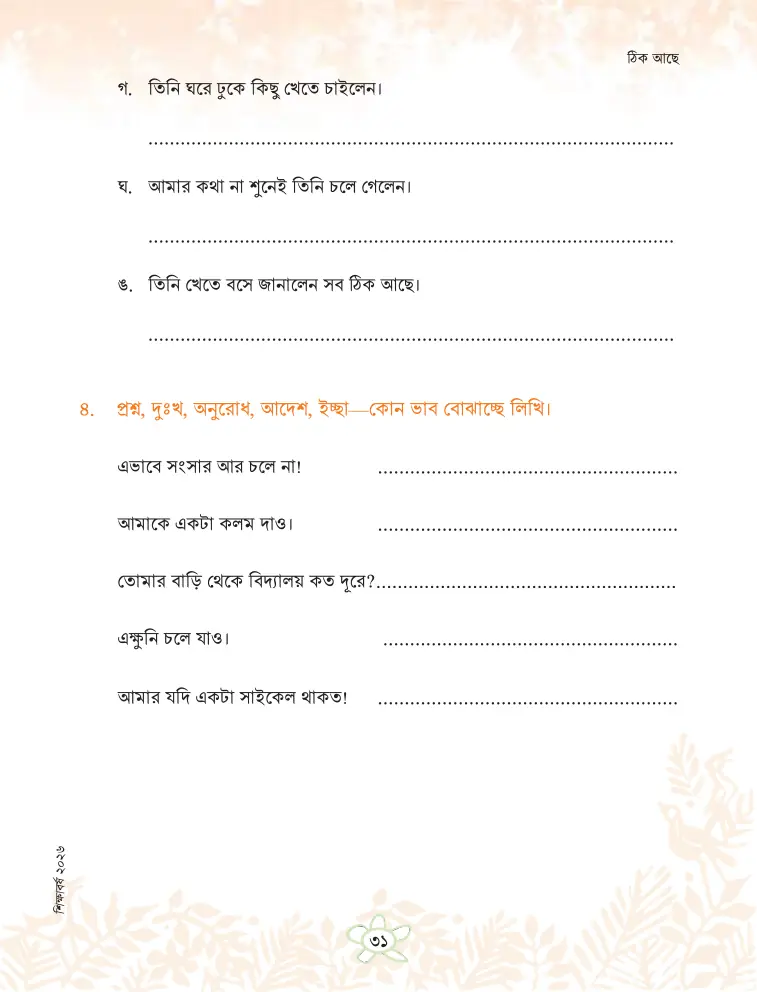 ঠিক আছে
গ. তিনি ঘরে ঢুকে কিছু খেতে চাইলেন।
................................................................................................
ঘ. আমার কথা না শুনেই তিনি চলে গেলেন।
................................................................................................
ঙ. তিনি খেতে বসে জানালেন সব ঠিক আছে।
................................................................................................
৪. প্রশ্ন, দুঃখ, অনুরোধ, আদেশ, ইচ্ছা—কোন ভাব বোঝাচ্ছে লিখি।
এভাবে সংসার আর চলে না! ........................................................
আমাকে একটা কলম দাও। ........................................................
তোমার বাড়ি থেকে বিদ্যালয় কত দূরে?........................................................
এক্ষুনি চলে যাও। .......................................................
আমার যদি একটা সাইকেল থাকত! ........................................................
শিক্ষাবর্ষ ২০২৬
৩১